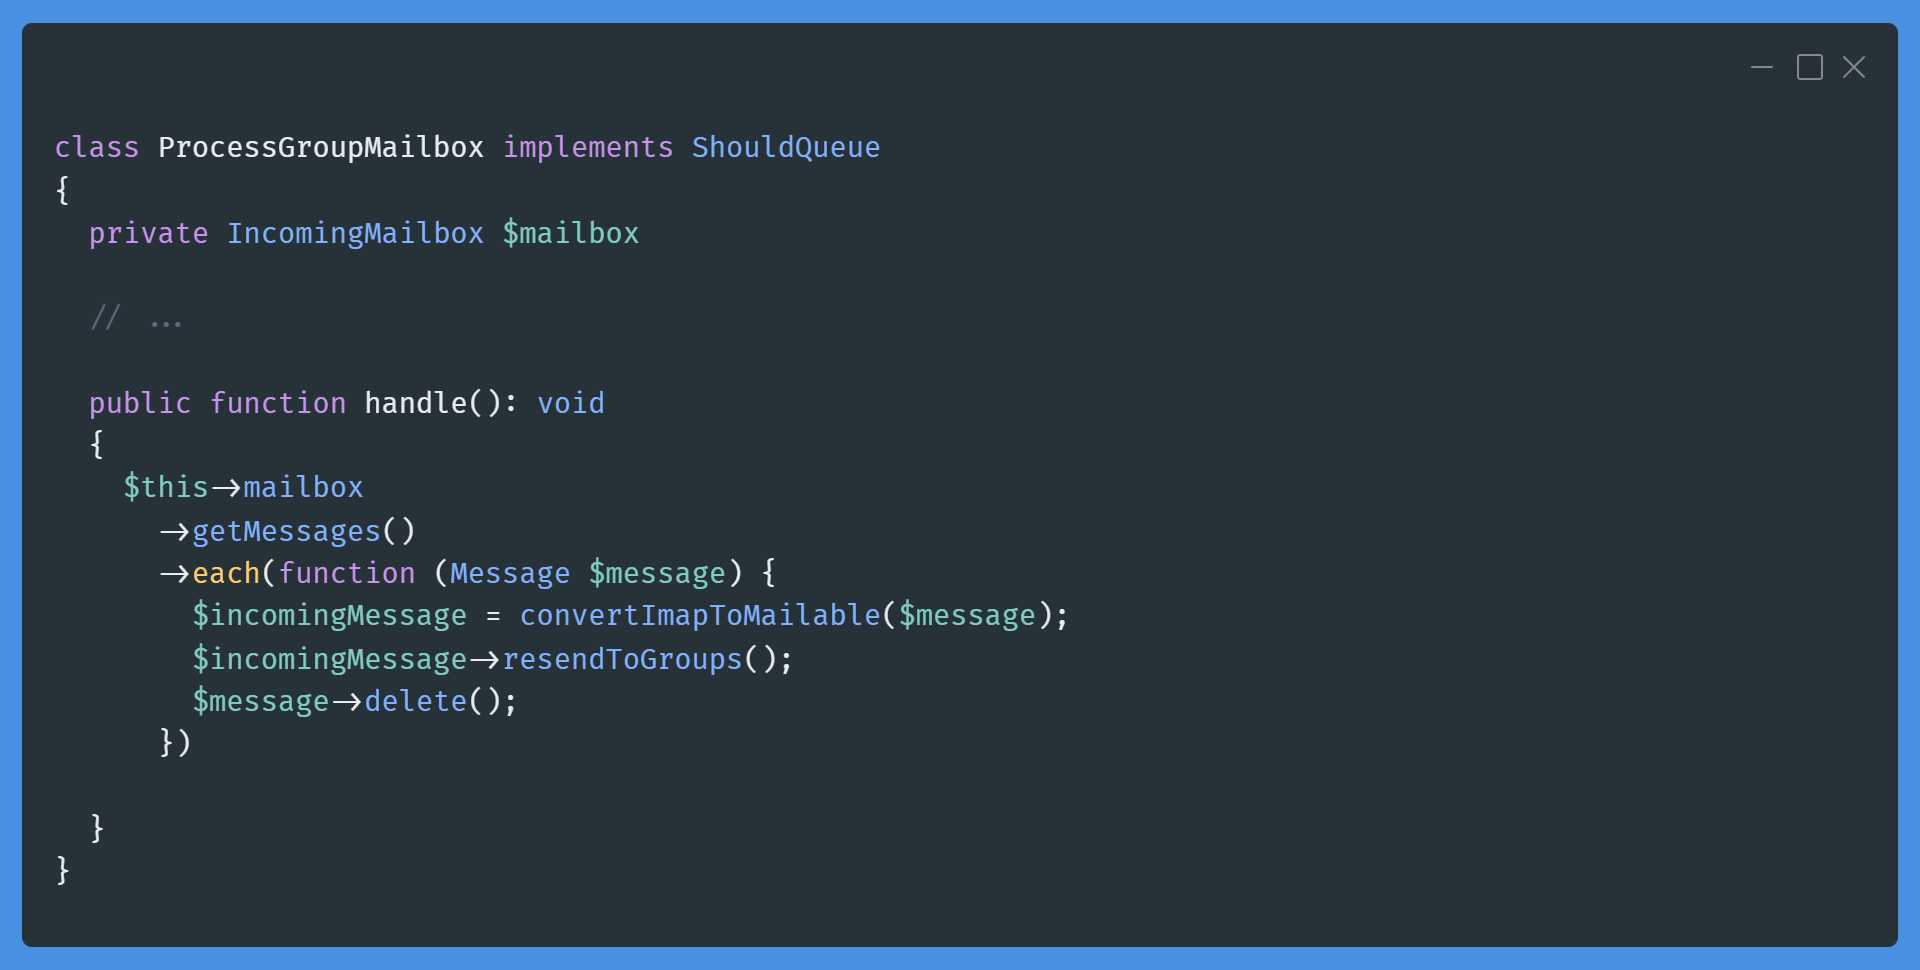 class ProcessGroupMailbox implements ShouldQueue
{
  private IncomingMailbox $mailbox

  // ...

  public function handle(): void
  {
    $this->mailbox
      ->getMessages()
      ->each(function (Message $message) {
        $incomingMessage = convertImapToMailable($message);
        $incomingMessage->resendToGroups();
        $message->delete();
      })

  }
}